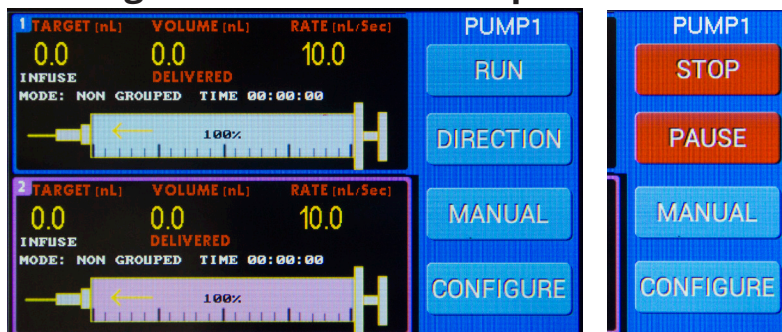 1 TARGET [nL] VOLUME [nL] RATE [nL/Sec]
0.0 0.0 10.0
INFUSE DELIVERED
MODE: NON GROUPED TIME 00:00:00
100%
2 TARGET [nL] VOLUME [nL] RATE [nL/Sec]
0.0 0.0 10.0
INFUSE DELIVERED
MODE: NON GROUPED TIME 00:00:00
100%
PUMP1
RUN
DIRECTION
MANUAL
CONFIGURE
PUMP1
STOP
PAUSE
MANUAL
CONFIGURE